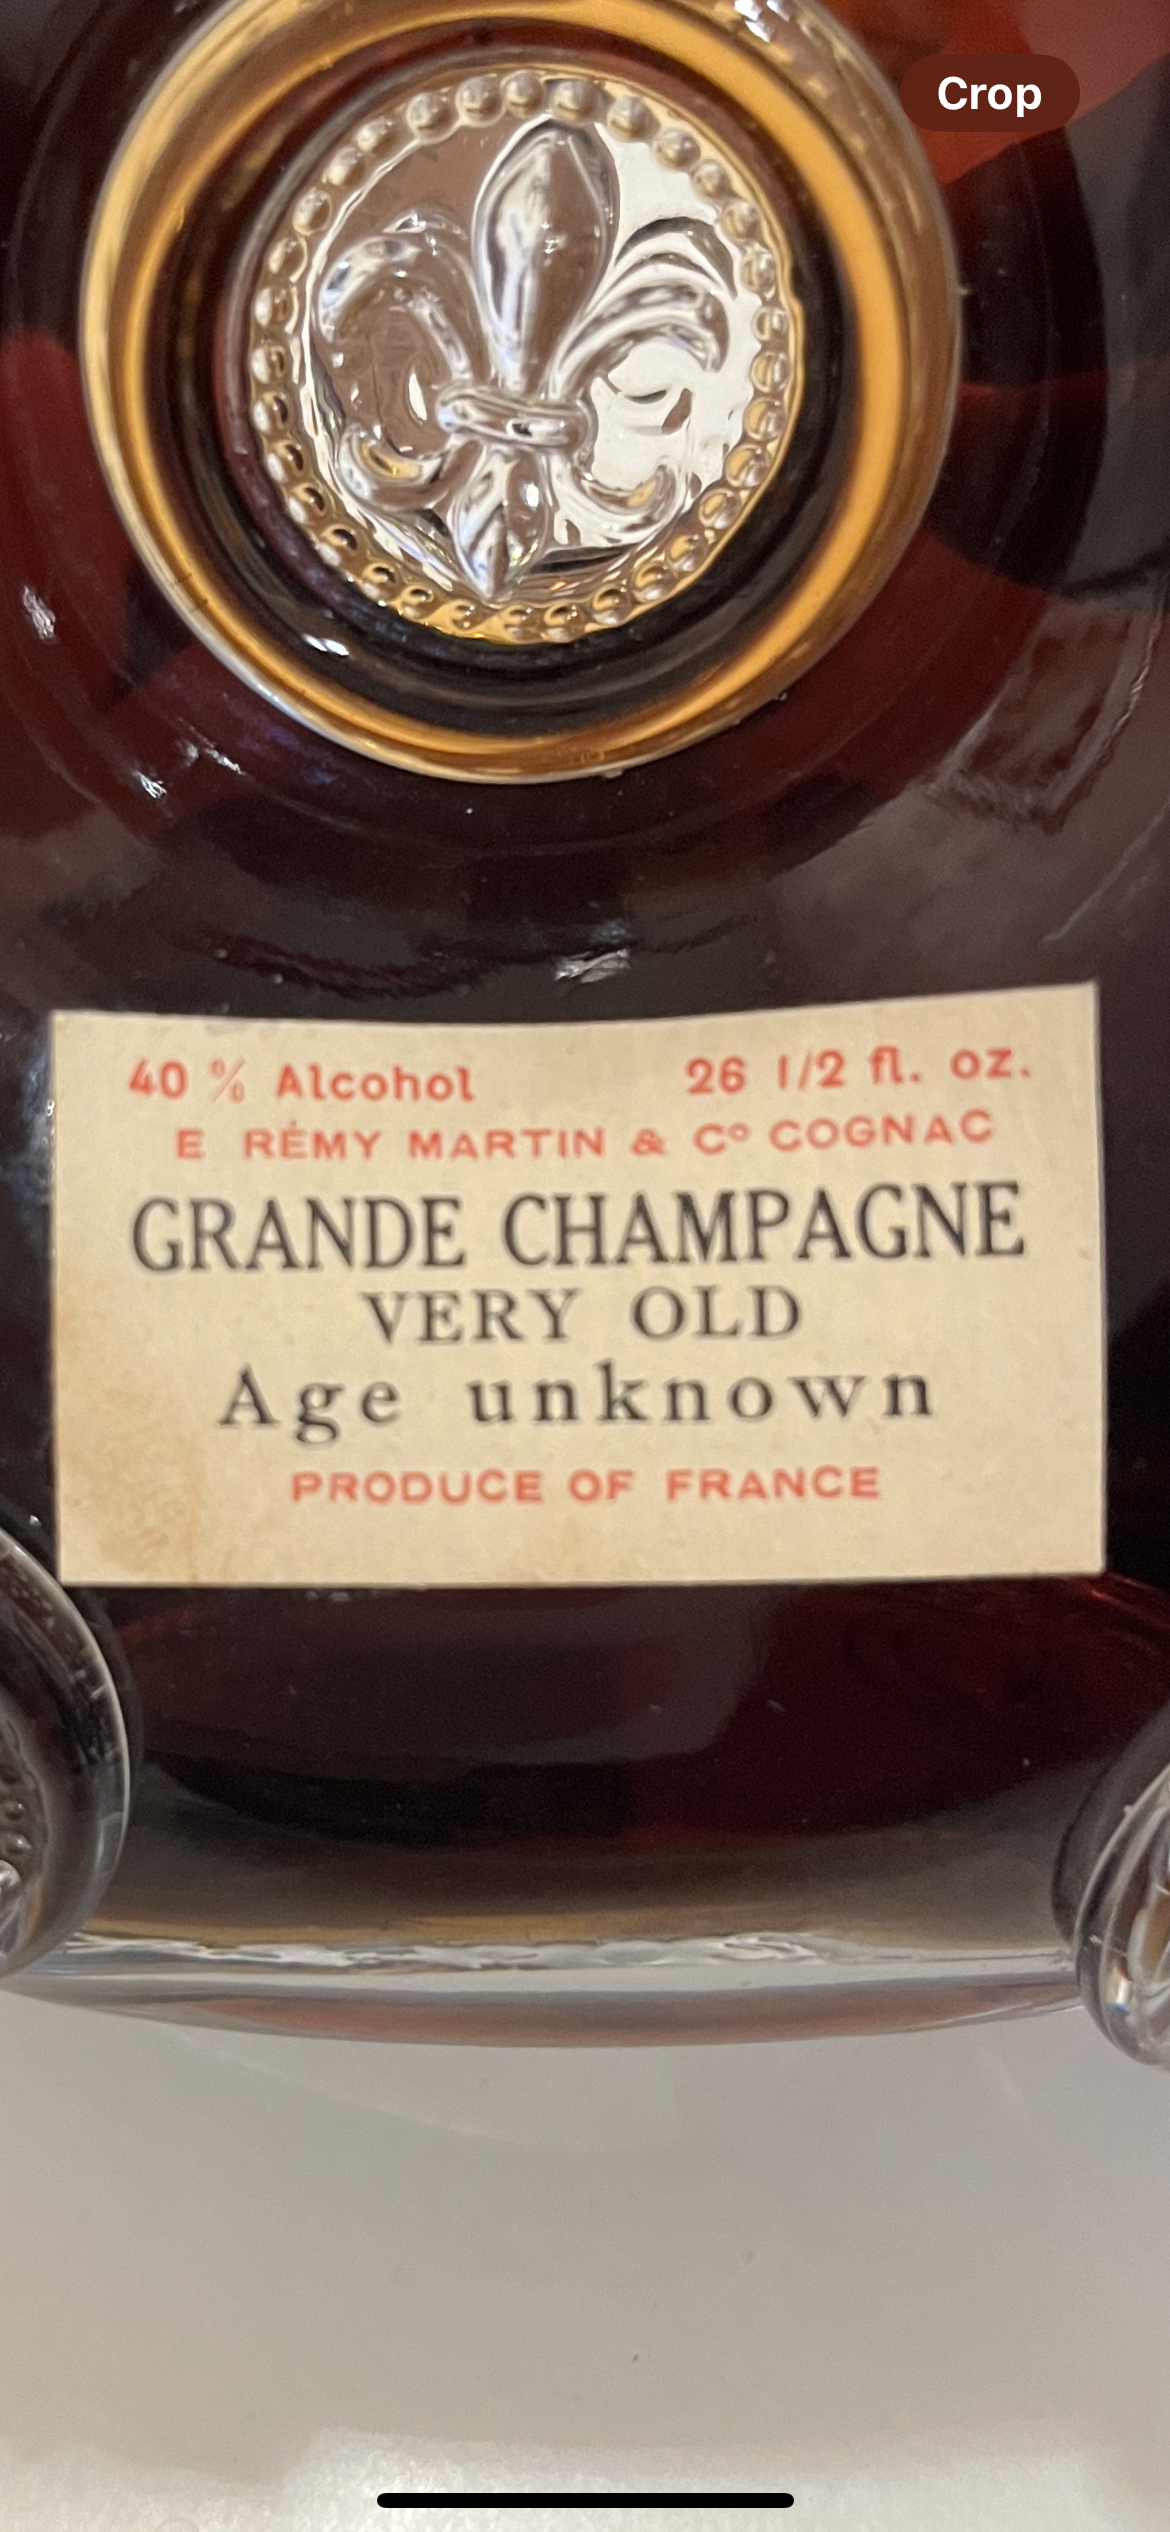 Crop
40 % Alcohol 26 1/2 fl. oz.
E RÉMY MARTIN & Cº COGNAC
GRANDE CHAMPAGNE
VERY OLD
Age unknown
PRODUCE OF FRANCE